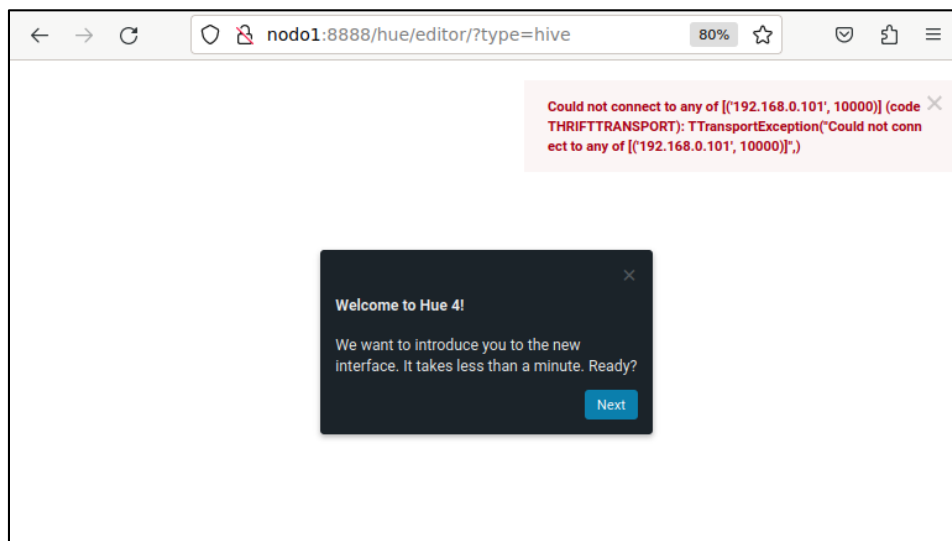 nodo1:8888/hue/editor/?type=hive
80%
Could not connect to any of [('192.168.0.101', 10000)] (code
THRIFTTRANSPORT): TTransportException("Could not conn
ect to any of [('192.168.0.101', 10000)]",)
Welcome to Hue 4!
We want to introduce you to the new
interface. It takes less than a minute. Ready?
Next